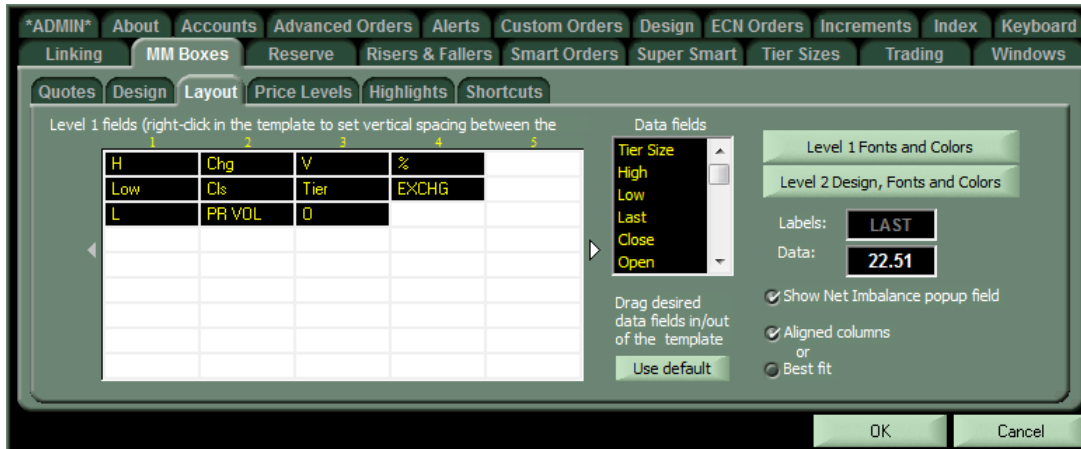 *ADMIN* About Accounts Advanced Orders Alerts Custom Orders Design ECN Orders Increments Index Keyboard
Linking MM Boxes Reserve Risers & Fallers Smart Orders Super Smart Tier Sizes Trading Windows
Quotes Design Layout Price Levels Highlights Shortcuts
Level 1 fields (right-click in the template to set vertical spacing between the
1 2 3 4 5
H Chg V %
Low Cls Tier EXCHG
L PR VOL O
Data fields
Tier Size
High
Low
Last
Close
Open
Drag desired
data fields in/out
of the template
Use default
Level 1 Fonts and Colors
Level 2 Design, Fonts and Colors
Labels: LAST
Data: 22.51
Show Net Imbalance popup field
Aligned columns
or
Best fit
OK Cancel